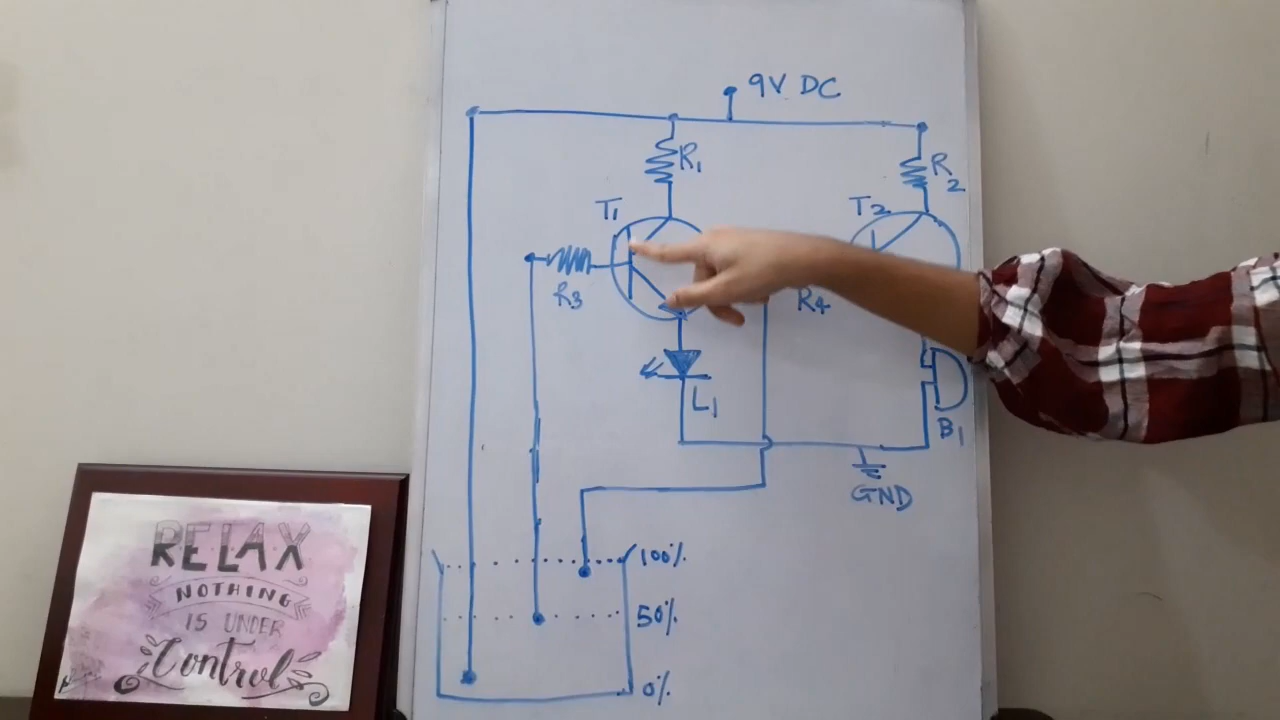 9V DC
R1
R2
T1
T2
R3
R4
L1
B1
GND
100%
50%
0%
RELAX
NOTHING
IS UNDER
Control